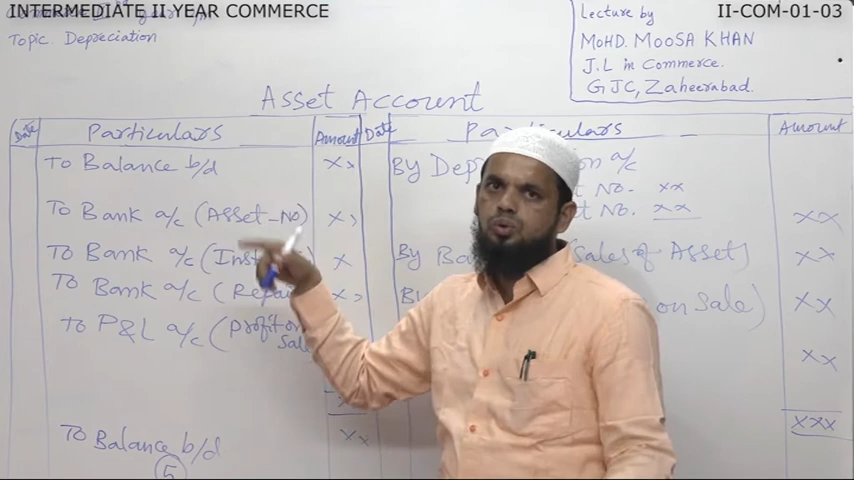 INTERMEDIATE II YEAR COMMERCE
II-COM-01-03
Topic. Depreciation
Lecture by
MOHD. MOOSA KHAN
J.L in Commerce.
GJC, Zaheerabad.
Asset Account
Date Particulars Amount Date Particulars Amount
To Balance b/d xx By Dep on a/c
t No. xx
To Bank a/c (Asset-No) xx t No. xx xx
To Bank a/c (Inst ) x By Ba (Sales of Asset) xx
To Bank a/c (Repai xx on Sale) xx
To P&L a/c (Profit on
Sale xx
xxx
To Balance b/d xx
5